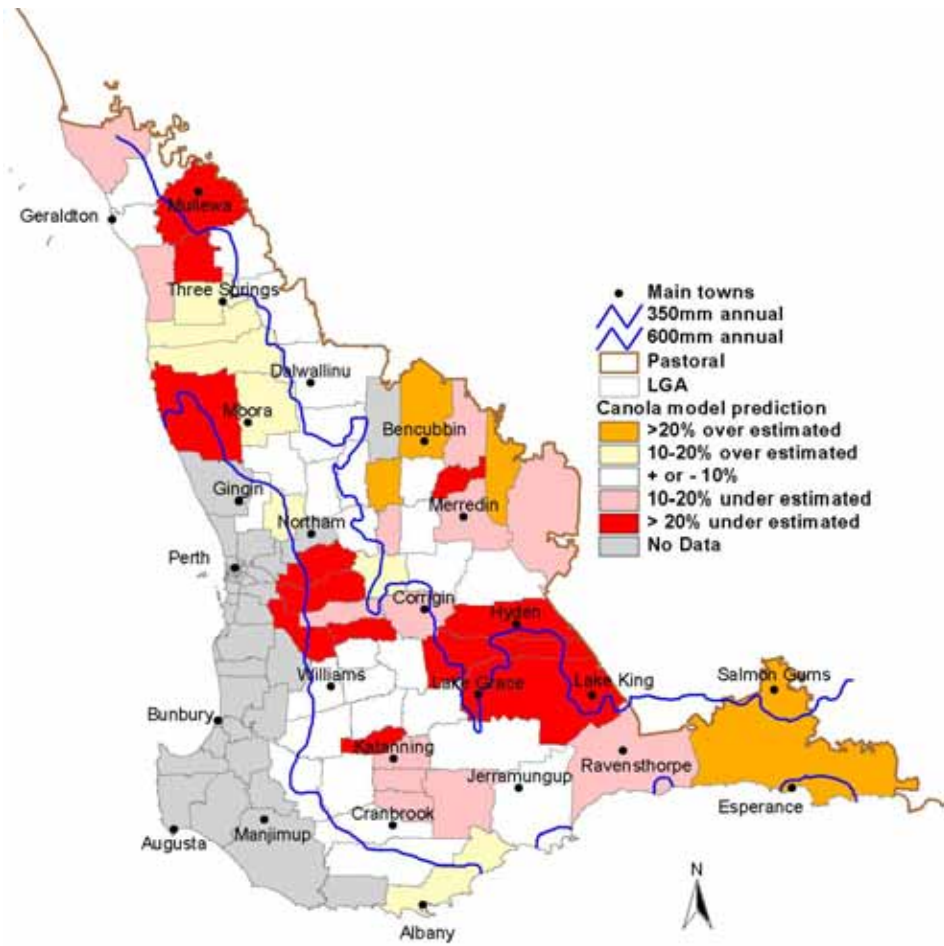 Mullewa
Geraldton
Three Springs
Main towns
350mm annual
600mm annual
Pastoral
LGA
Canola model prediction
>20% over estimated
10-20% over estimated
+ or - 10%
10-20% under estimated
> 20% under estimated
No Data
Dalwallinu
Moora
Bencubbin
Gingin
Northam
Merredin
Perth
Corrigin
Hyden
Williams
Lake Grace
Lake King
Salmon Gums
Bunbury
Katanning
Ravensthorpe
Jerramungup
Esperance
Cranbrook
Augusta
Manjimup
N
Albany